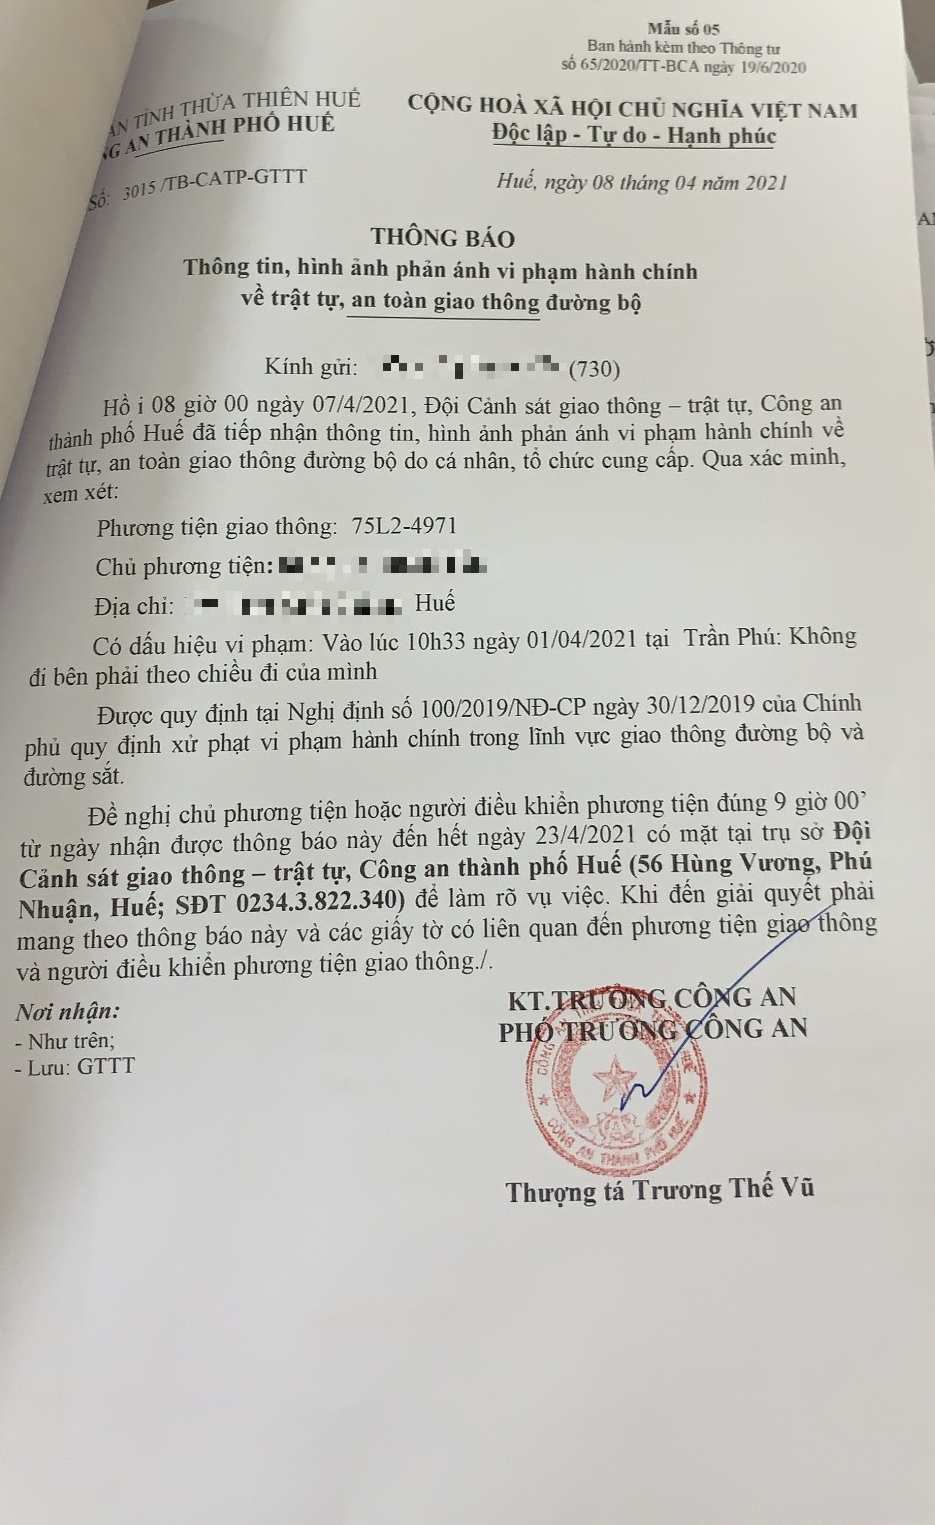 Mẫu số 05
Ban hành kèm theo Thông tư
số 65/2020/TT-BCA ngày 19/6/2020
AN TỈNH THỪA THIÊN HUẾ
NG AN THÀNH PHỐ HUẾ
Số: 3015/TB-CATP-GTTT
CỘNG HOÀ XÃ HỘI CHỦ NGHĨA VIỆT NAM
Độc lập - Tự do - Hạnh phúc
Huế, ngày 08 tháng 04 năm 2021
THÔNG BÁO
Thông tin, hình ảnh phản ánh vi phạm hành chính
về trật tự, an toàn giao thông đường bộ
Kính gửi: (730)
Hồ i 08 giờ 00 ngày 07/4/2021, Đội Cảnh sát giao thông – trật tự, Công an
thành phố Huế đã tiếp nhận thông tin, hình ảnh phản ánh vi phạm hành chính về
trật tự, an toàn giao thông đường bộ do cá nhân, tổ chức cung cấp. Qua xác minh,
xem xét:
Phương tiện giao thông: 75L2-4971
Chủ phương tiện:
Địa chỉ: Huế
Có dấu hiệu vi phạm: Vào lúc 10h33 ngày 01/04/2021 tại Trần Phú: Không
đi bên phải theo chiều đi của mình
Được quy định tại Nghị định số 100/2019/NĐ-CP ngày 30/12/2019 của Chính
phủ quy định xử phạt vi phạm hành chính trong lĩnh vực giao thông đường bộ và
đường sắt.
Đề nghị chủ phương tiện hoặc người điều khiển phương tiện đúng 9 giờ 00’
từ ngày nhận được thông báo này đến hết ngày 23/4/2021 có mặt tại trụ sở Đội
Cảnh sát giao thông – trật tự, Công an thành phố Huế (56 Hùng Vương, Phú
Nhuận, Huế; SĐT 0234.3.822.340) để làm rõ vụ việc. Khi đến giải quyết phải
mang theo thông báo này và các giấy tờ có liên quan đến phương tiện giao thông
và người điều khiển phương tiện giao thông./.
Nơi nhận:
- Như trên;
- Lưu: GTTT
KT.TRƯỞNG CÔNG AN
PHÓ TRƯỞNG CÔNG AN
CÔNG AN THÀNH PHỐ HUẾ
Thượng tá Trương Thế Vũ